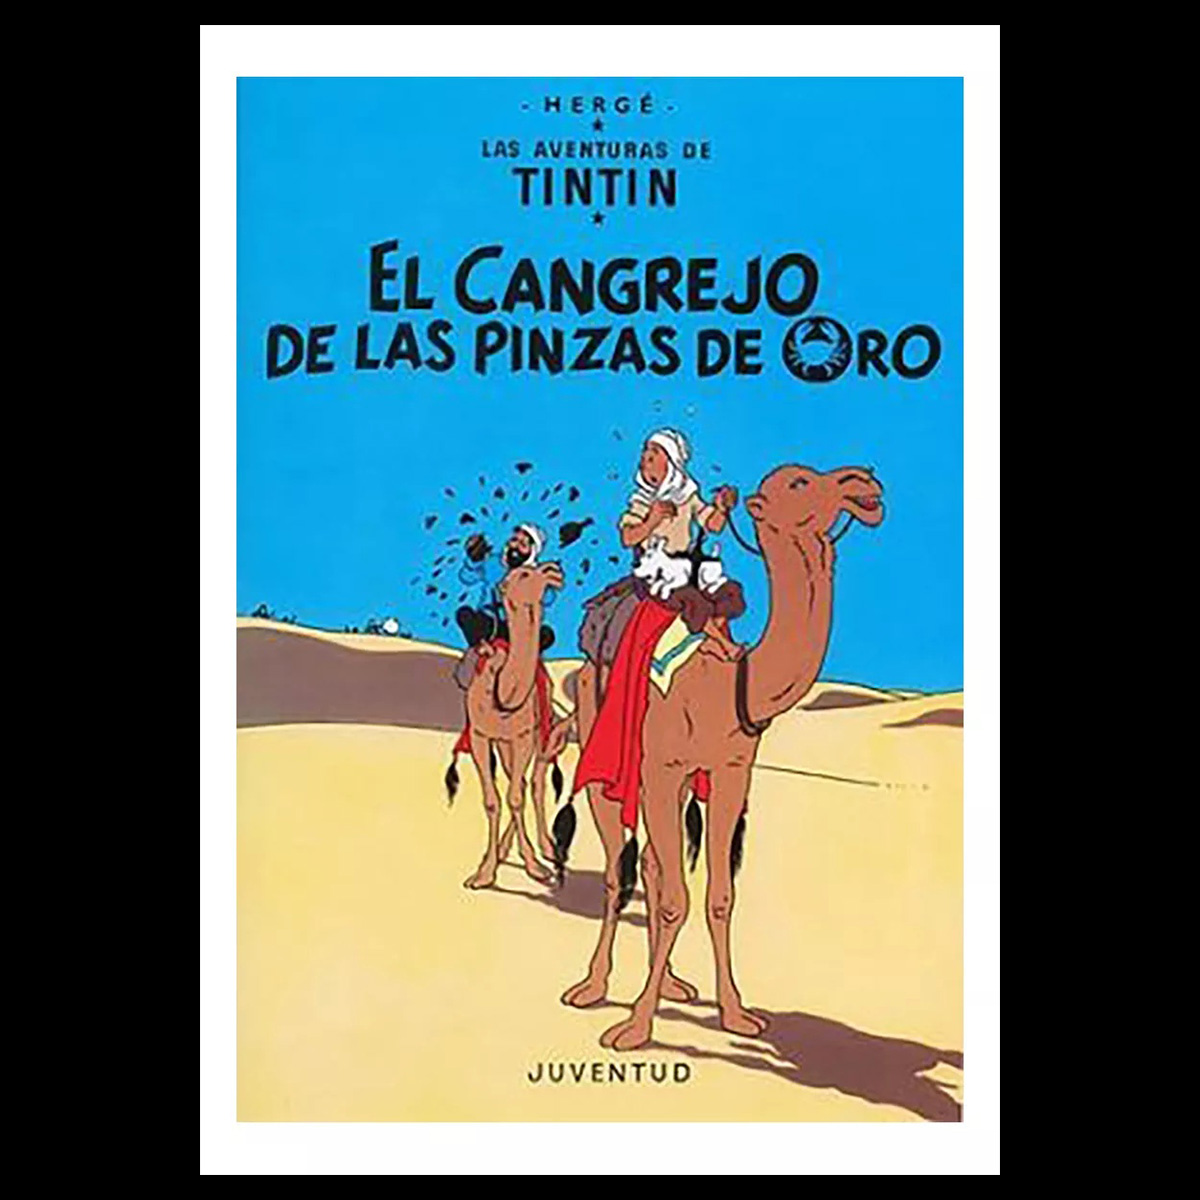 - HERGÉ -
LAS AVENTURAS DE
TINTIN
EL CANGREJO
DE LAS PINZAS DE ORO
JUVENTUD